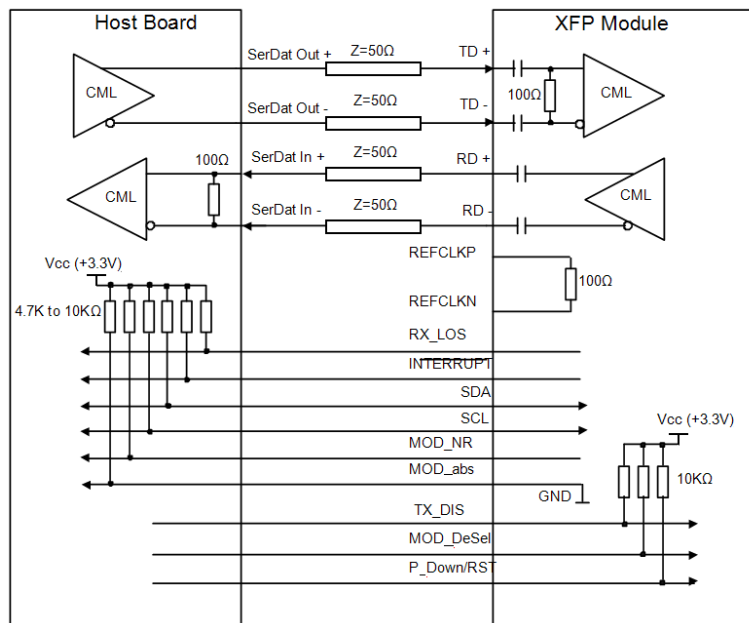 Host Board
XFP Module
SerDat Out +
Z=50Ω
TD +
CML
100Ω
CML
SerDat Out -
Z=50Ω
TD -
SerDat In +
Z=50Ω
RD +
100Ω
CML
CML
SerDat In -
Z=50Ω
RD -
REFCLKP
Vcc (+3.3V)
100Ω
4.7K to 10KΩ
REFCLKN
RX_LOS
INTERRUPT
SDA
SCL
Vcc (+3.3V)
MOD_NR
MOD_abs
10KΩ
GND
TX_DIS
MOD_DeSel
P_Down/RST